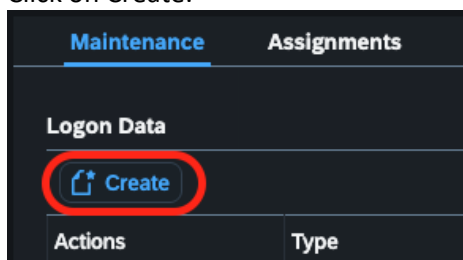 Click on Create.
Maintenance Assignments
Logon Data
Create
Actions Type